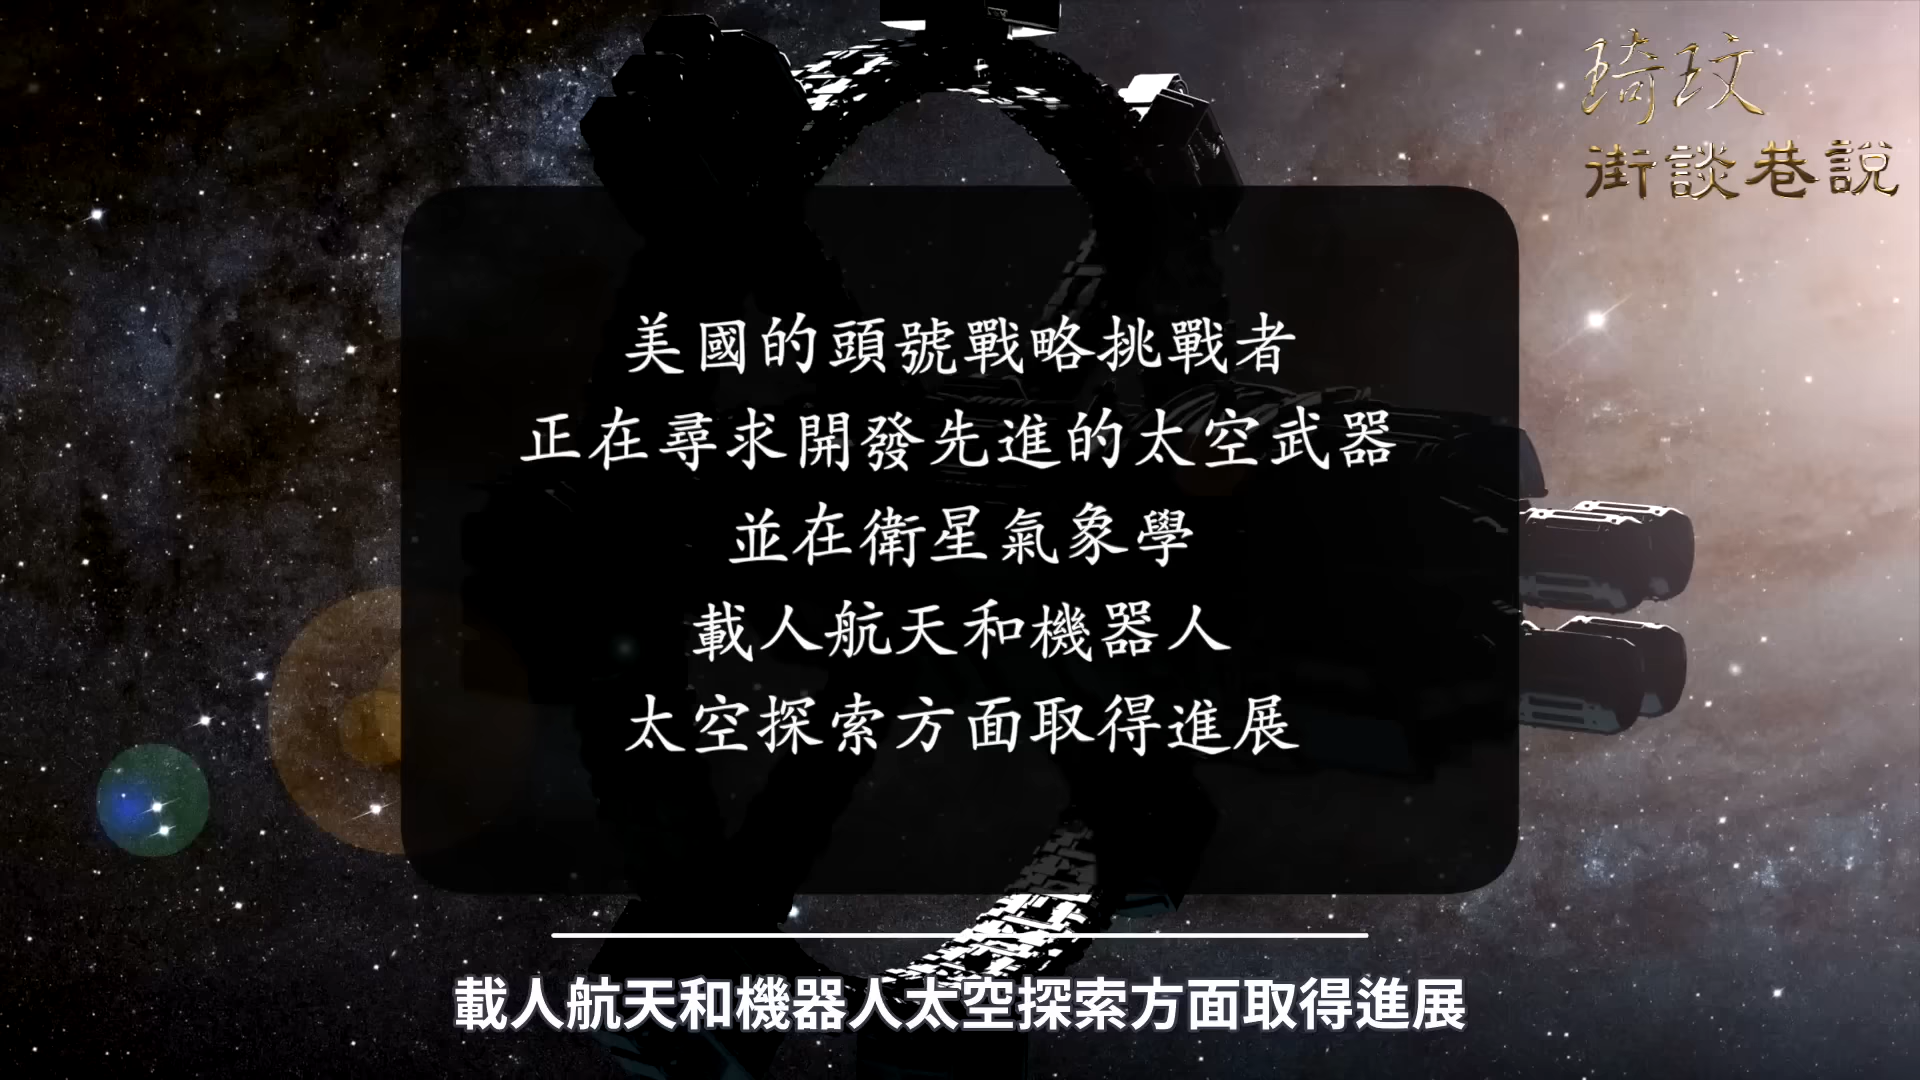 琦玟
街談巷說
美國的頭號戰略挑戰者
正在尋求開發先進的太空武器
並在衛星氣象學
載人航天和機器人
太空探索方面取得進展
載人航天和機器人太空探索方面取得進展